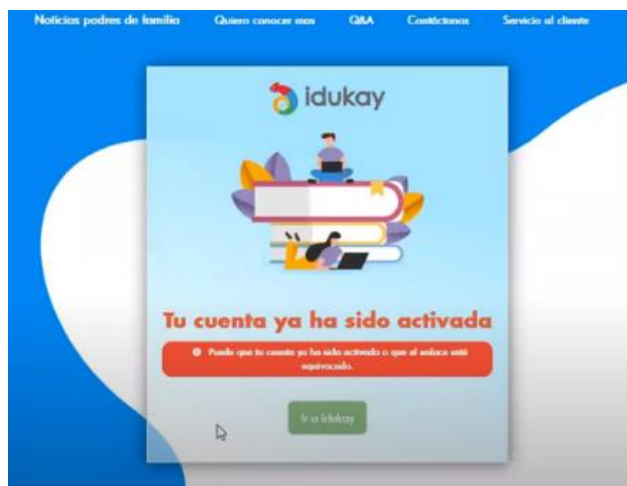 Noticias padres de familia Quiero conocer mas Q&A Contáctanos Servicio al cliente
idukay
Tu cuenta ya ha sido activada
Puede que tu cuenta ya ha sido activada o que el enlace esté
equivocado.
Ir a Idukay